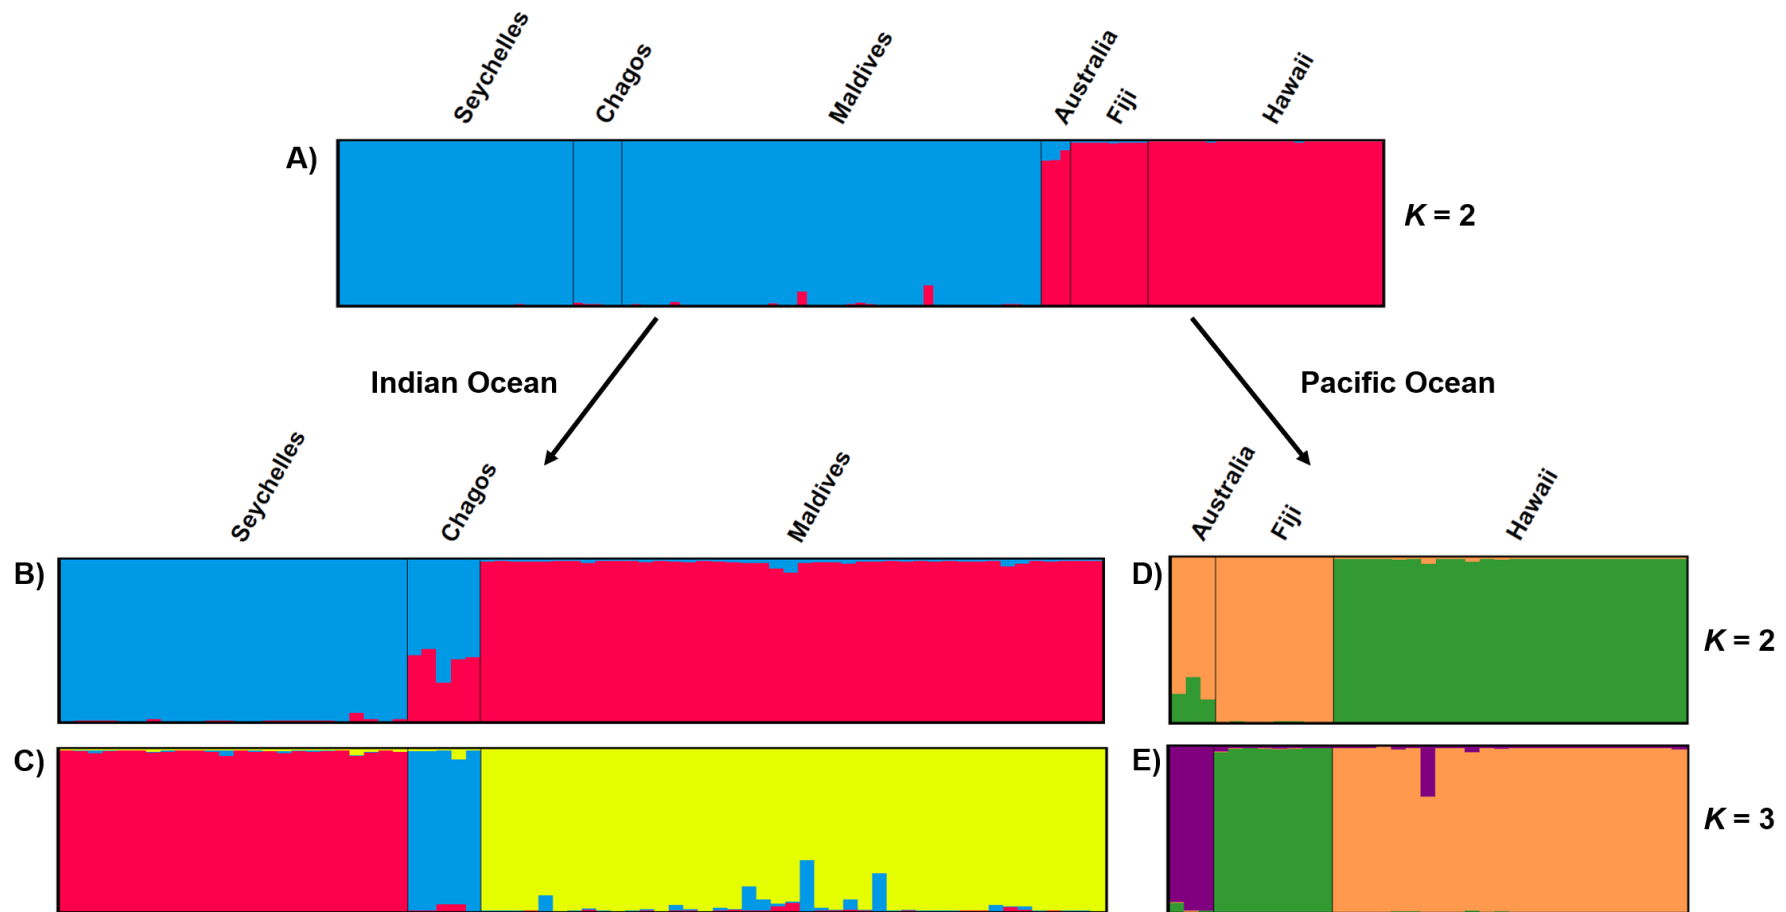 Seychelles
Chagos
Maldives
Australia
Fiji
Hawaii
A)
K = 2
Indian Ocean
Pacific Ocean
Seychelles
Chagos
Maldives
Australia
Fiji
Hawaii
B)
D)
K = 2
C)
E)
K = 3